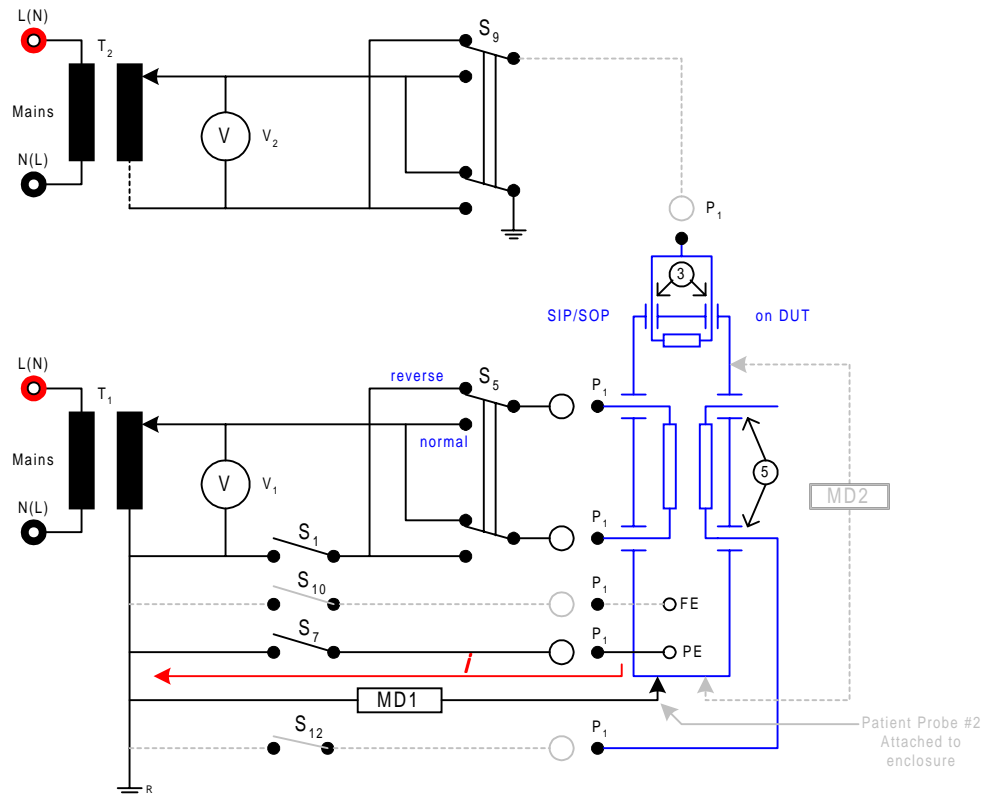 L(N)
T2
S9
Mains
V
V2
N(L)
P1
3
SIP/SOP
on DUT
L(N)
T1
reverse
S5
P1
normal
Mains
V
V1
5
MD2
N(L)
S1
P1
S10
P1
FE
S7
P1
i
PE
MD1
S12
P1
Patient Probe #2
Attached to
enclosure
R